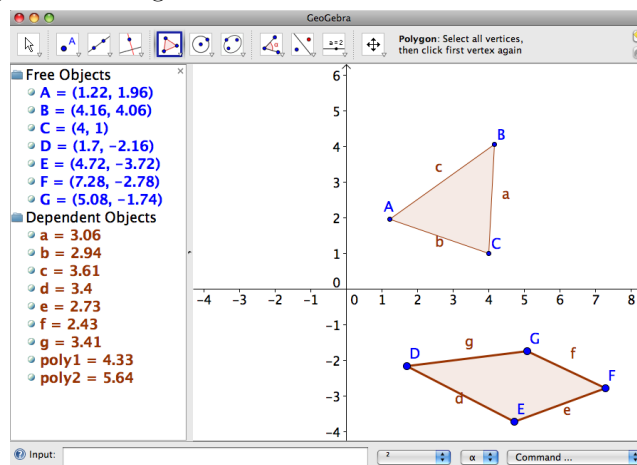 GeoGebra
Polygon: Select all vertices,
then click first vertex again
Free Objects
A = (1.22, 1.96)
B = (4.16, 4.06)
C = (4, 1)
D = (1.7, −2.16)
E = (4.72, −3.72)
F = (7.28, −2.78)
G = (5.08, −1.74)
Dependent Objects
a = 3.06
b = 2.94
c = 3.61
d = 3.4
e = 2.73
f = 2.43
g = 3.41
poly1 = 4.33
poly2 = 5.64
A
α
a=2
6
5
4
3
2
1
0
−1
−2
−3
−4
−4 −3 −2 −1 0 1 2 3 4 5 6 7 8
B
c
a
A
b
C
D
g
G
f
F
d
E
e
Input:
2
α
Command ...